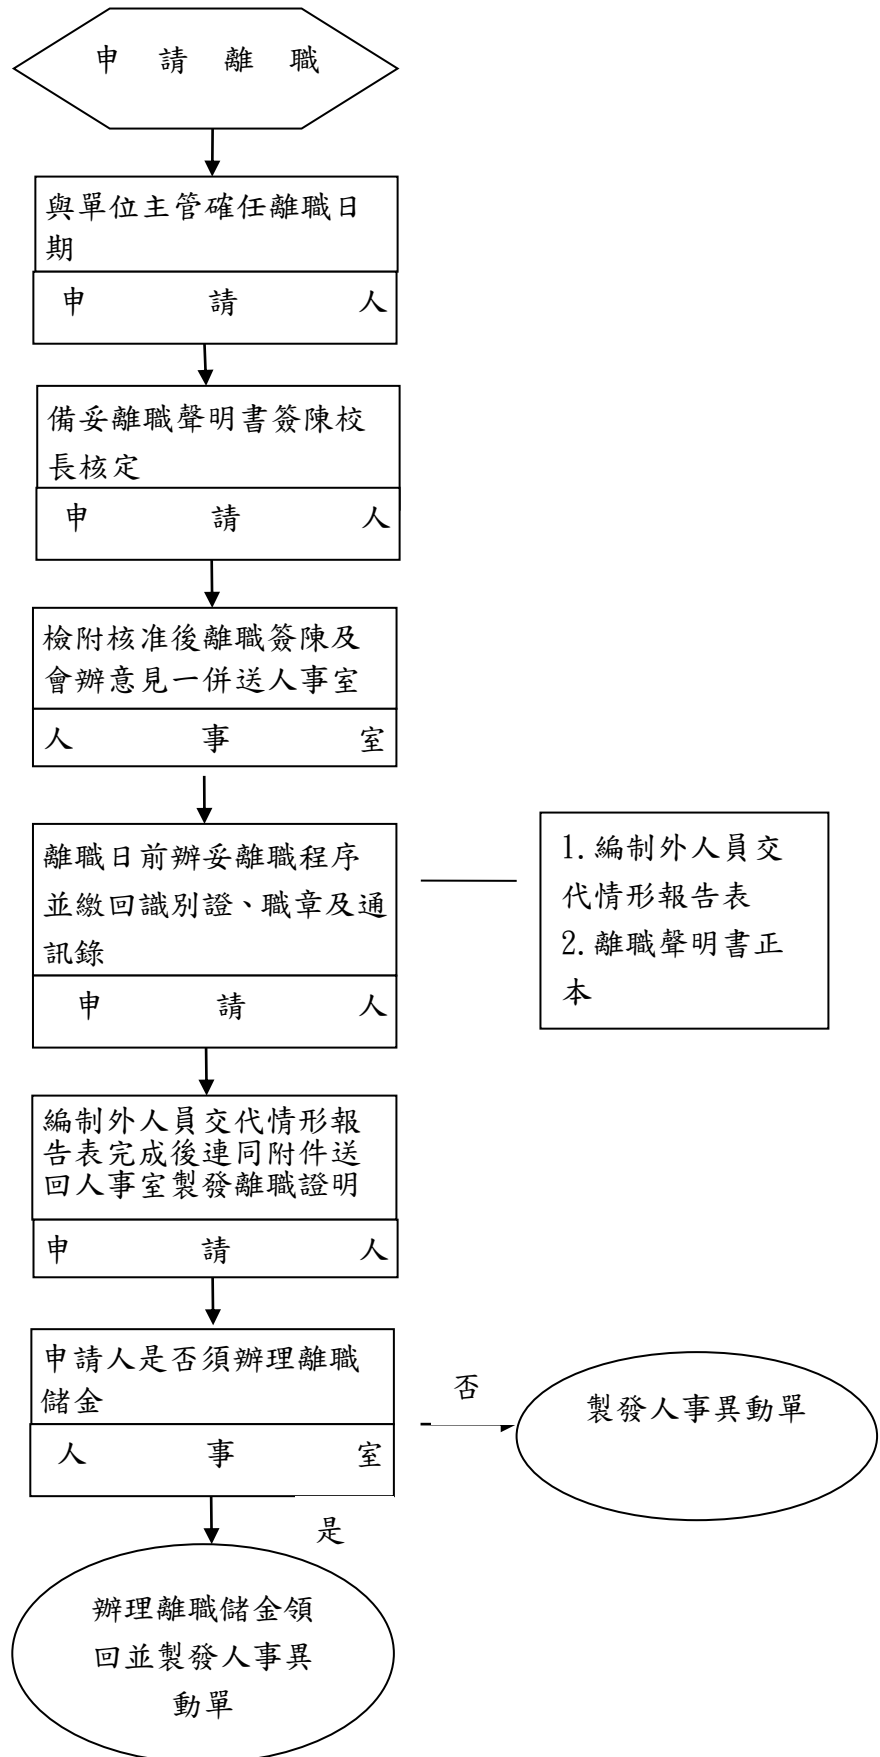 申請離職
與單位主管確任離職日
期
申請人
備妥離職聲明書簽陳校
長核定
申請人
檢附核准後離職簽陳及
會辦意見一併送人事室
人事室
離職日前辦妥離職程序
並繳回識別證、職章及通
訊錄
申請人
1.編制外人員交
代情形報告表
2.離職聲明書正
本
編制外人員交代情形報
告表完成後連同附件送
回人事室製發離職證明
申請人
申請人是否須辦理離職
儲金
人事室
否
製發人事異動單
是
辦理離職儲金領
回並製發人事異
動單